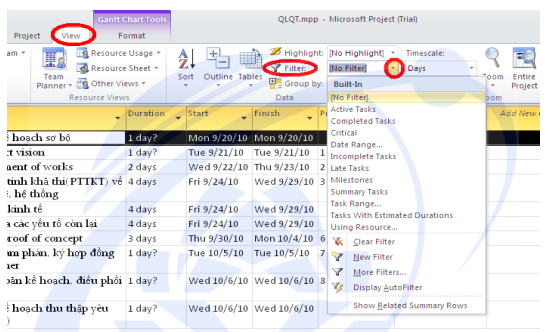 Gantt Chart Tools
QLQT.mpp - Microsoft Project (Trial)
Project View Format
Resource Usage
Resource Sheet
Other Views
Team
Planner
Resource Views
Sort Outline Tables
Highlight: [No Highlight]
Filter: [No Filter]
Group by:
Data
Timescale:
Days
Zoom Entire
Project
Built-In
[No Filter]
Active Tasks
Completed Tasks
Critical
Date Range...
Incomplete Tasks
Late Tasks
Milestones
Summary Tasks
Task Range...
Tasks With Estimated Durations
Using Resource...
Clear Filter
New Filter
More Filters...
Display AutoFilter
Show Related Summary Rows
Duration Start Finish Add New
hoạch sơ bộ 1 day? Mon 9/20/10 Mon 9/20/10
vision 1 day? Tue 9/21/10 Tue 9/21/10 1
ment of works 2 days Wed 9/22/10 Thu 9/23/10 2
tính khả thi(PTTKT) về 4 days Fri 9/24/10 Wed 9/29/10 3
, hệ thống
kinh tế 4 days Fri 9/24/10 Wed 9/29/10
các yếu tố còn lại 4 days Fri 9/24/10 Wed 9/29/10
roof of concept 3 days Thu 9/30/10 Mon 10/4/10 6
àm phán, ký hợp đồng 1 day? Tue 10/5/10 Tue 10/5/10 7
bản kế hoạch, điều phối 1 day? Wed 10/6/10 Wed 10/6/10 8
hoạch thu thập yêu 1 day? Wed 10/6/10 Wed 10/6/10